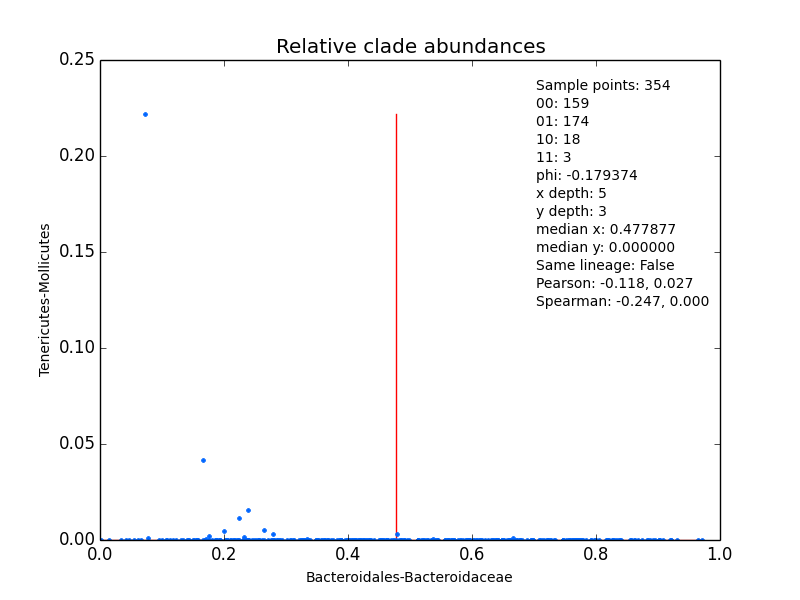 Relative clade abundances
0.25
0.20
0.15
0.10
0.05
0.00
Tenericutes-Mollicutes
Sample points: 354
00: 159
01: 174
10: 18
11: 3
phi: -0.179374
x depth: 5
y depth: 3
median x: 0.477877
median y: 0.000000
Same lineage: False
Pearson: -0.118, 0.027
Spearman: -0.247, 0.000
0.0 0.2 0.4 0.6 0.8 1.0
Bacteroidales-Bacteroidaceae